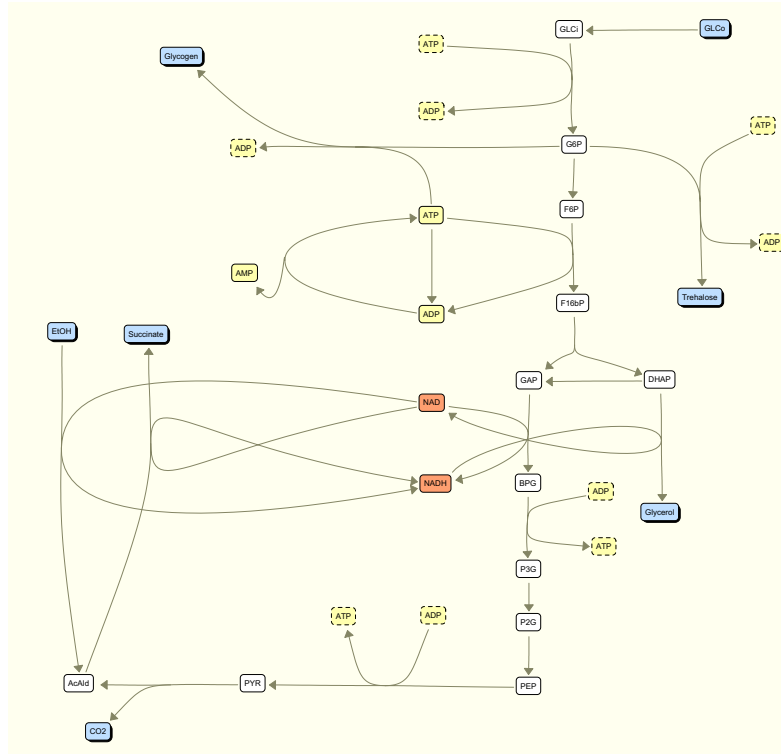 GLCi
GLCo
ATP
Glycogen
ADP
ATP
ADP
G6P
F6P
ATP
ADP
AMP
Trehalose
F16bP
ADP
EtOH
Succinate
GAP
DHAP
NAD
NADH
BPG
ADP
Glycerol
ATP
P3G
ATP
ADP
P2G
AcAld
PYR
PEP
CO2